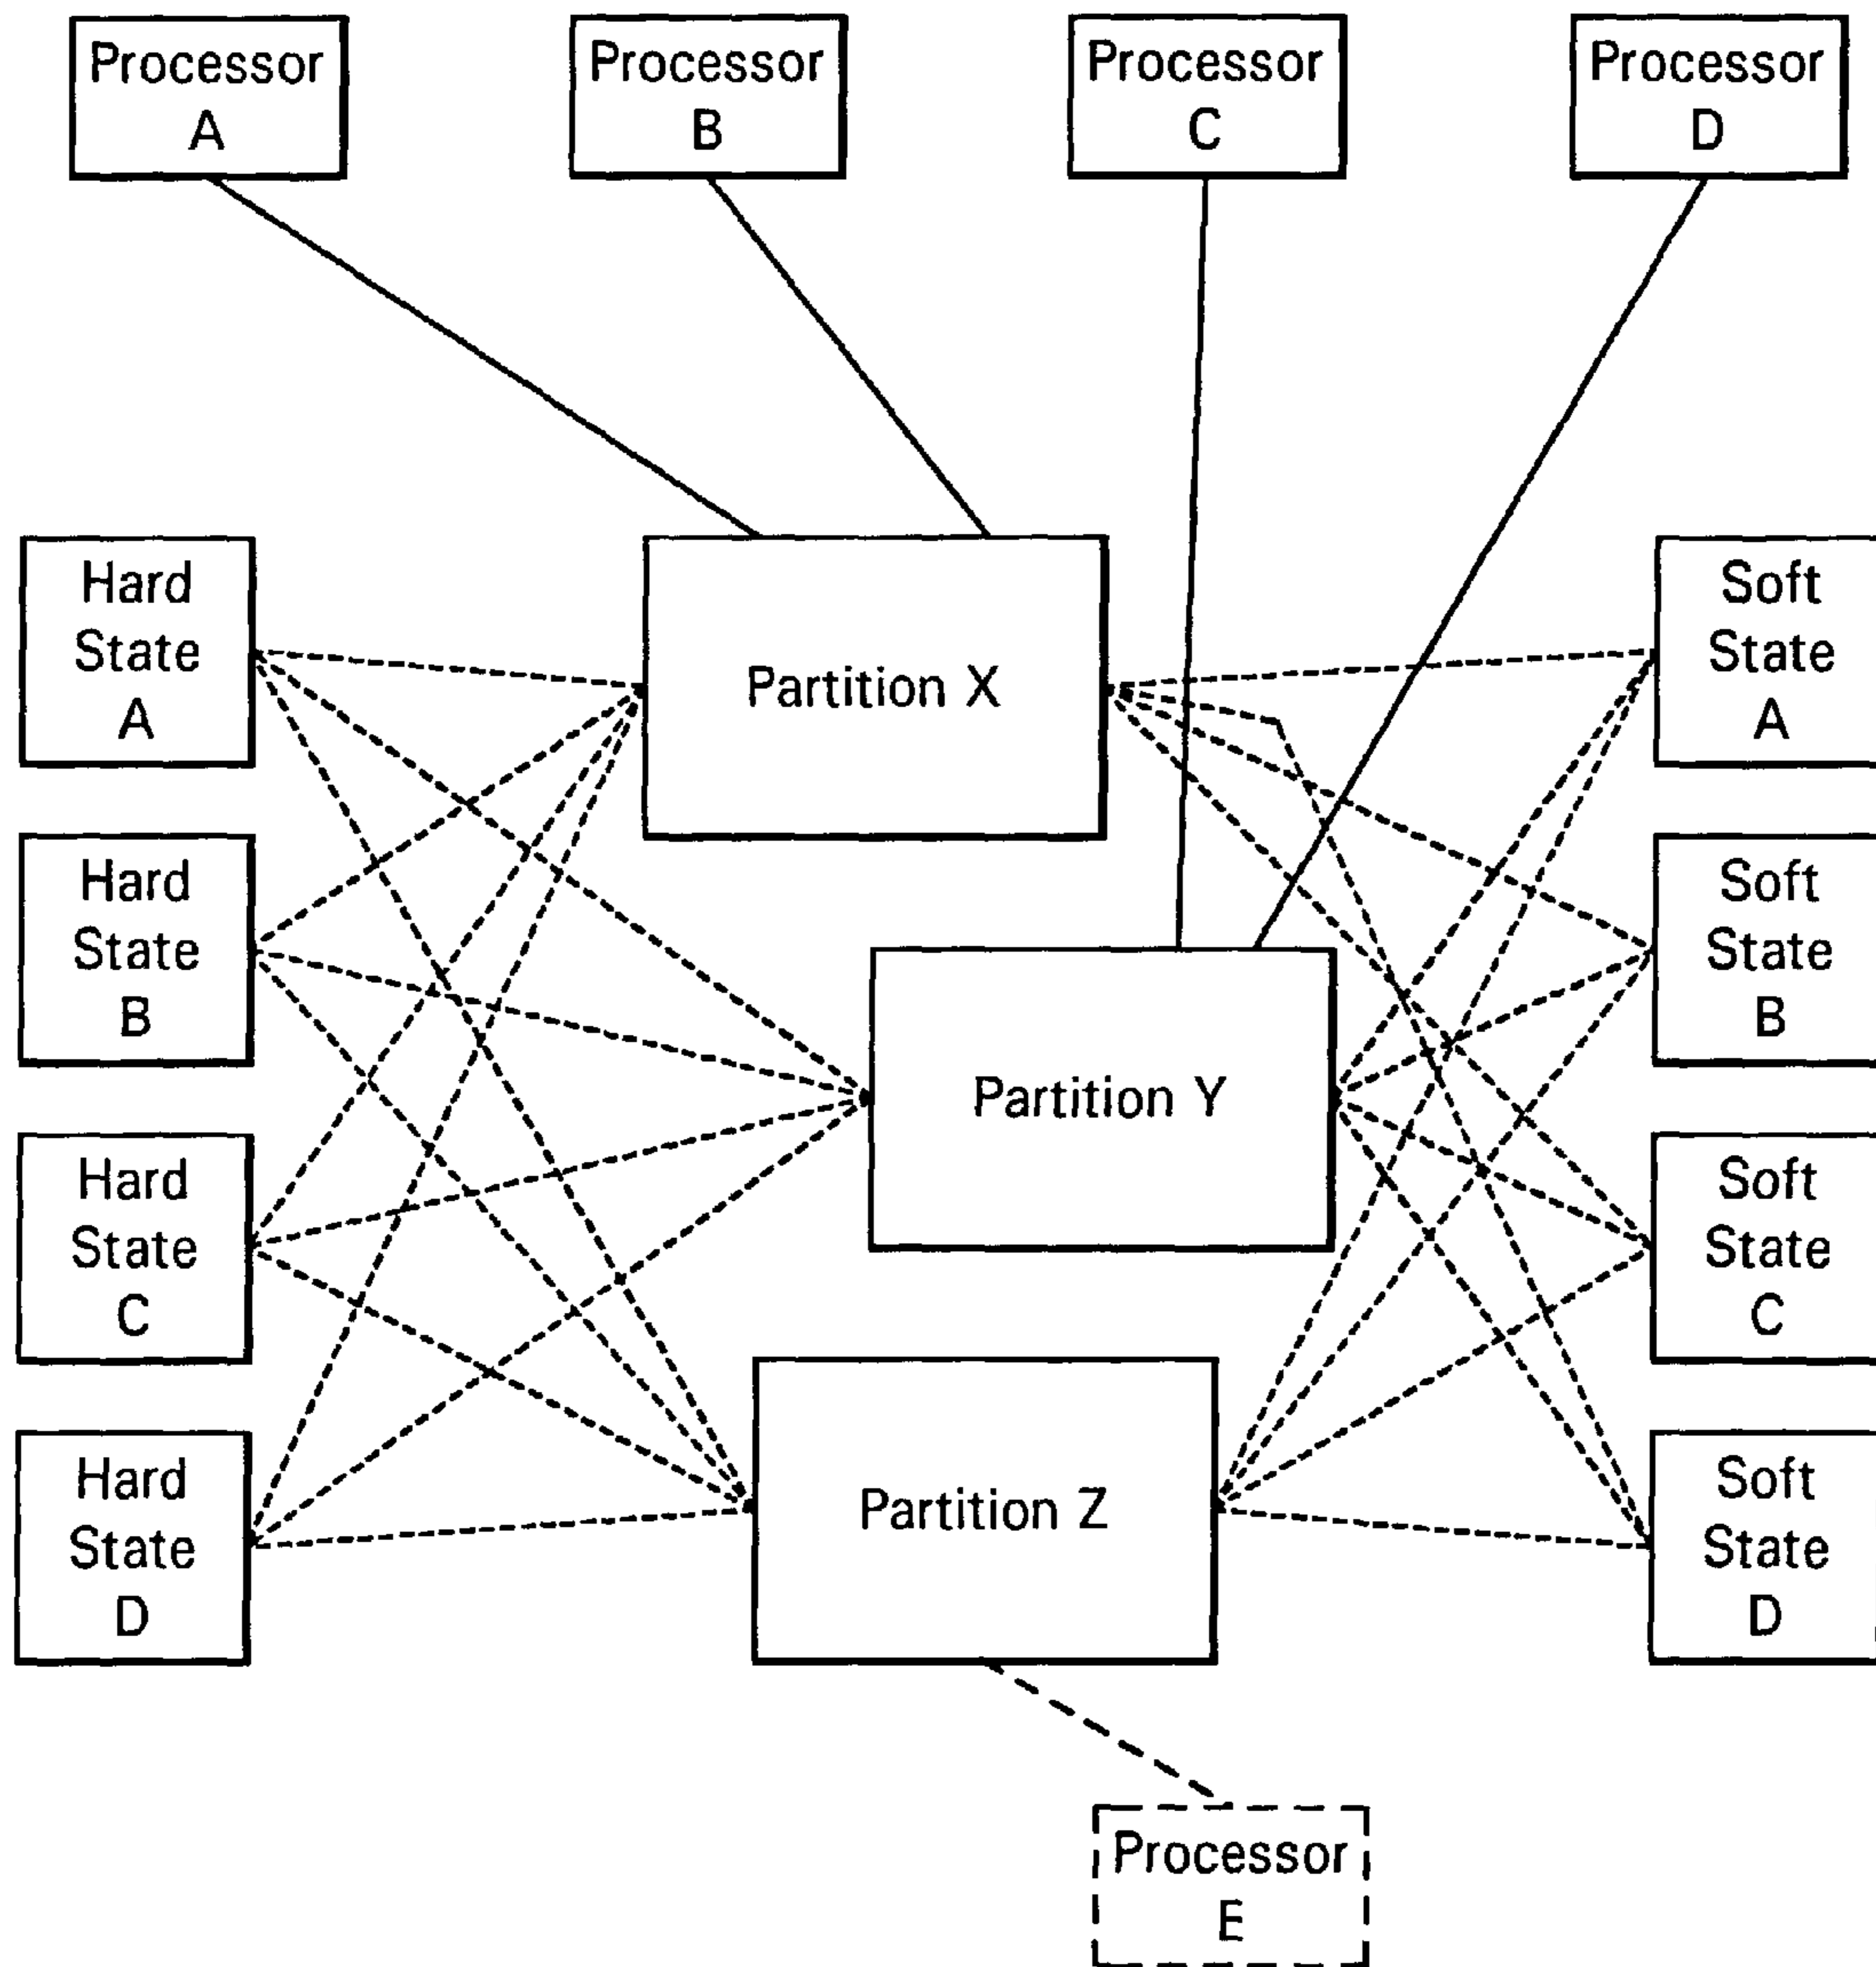 Processor
A
Processor
B
Processor
C
Processor
D
Hard
State
A
Partition X
Soft
State
A
Hard
State
B
Soft
State
B
Partition Y
Hard
State
C
Soft
State
C
Hard
State
D
Partition Z
Soft
State
D
Processor
E